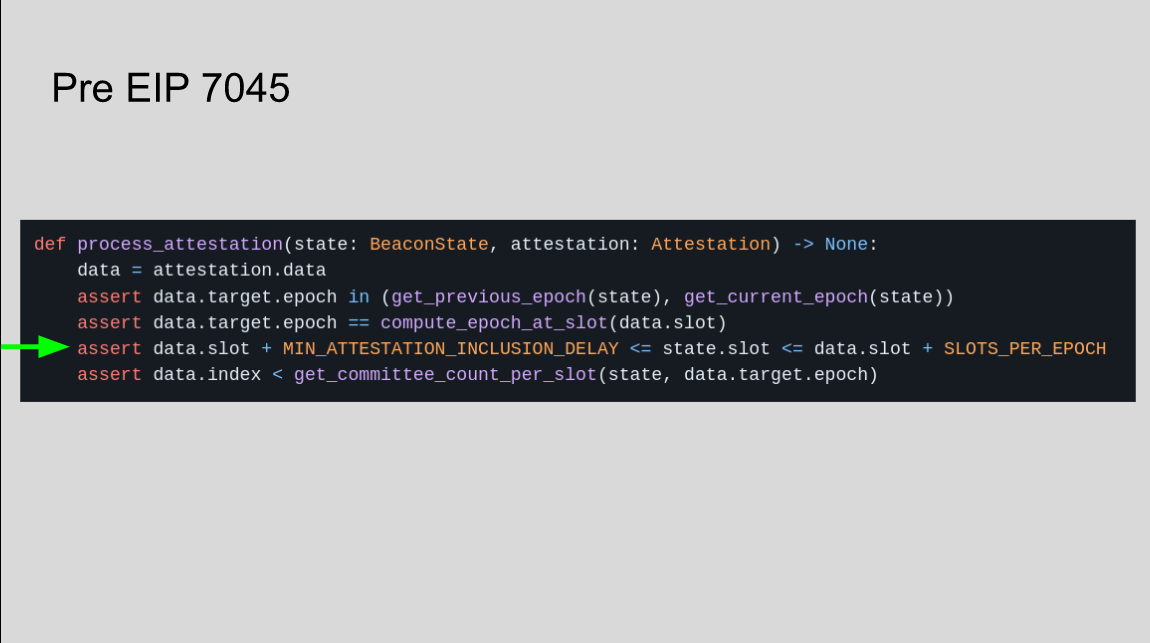 Pre EIP 7045
def process_attestation(state: BeaconState, attestation: Attestation) -> None:
    data = attestation.data
    assert data.target.epoch in (get_previous_epoch(state), get_current_epoch(state))
    assert data.target.epoch == compute_epoch_at_slot(data.slot)
    assert data.slot + MIN_ATTESTATION_INCLUSION_DELAY <= state.slot <= data.slot + SLOTS_PER_EPOCH
    assert data.index < get_committee_count_per_slot(state, data.target.epoch)